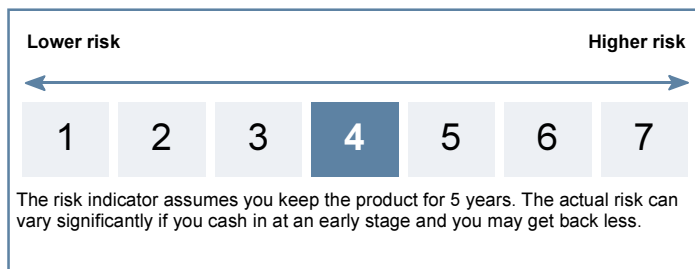 Lower risk Higher risk
1 2 3 4 5 6 7
The risk indicator assumes you keep the product for 5 years. The actual risk can
vary significantly if you cash in at an early stage and you may get back less.